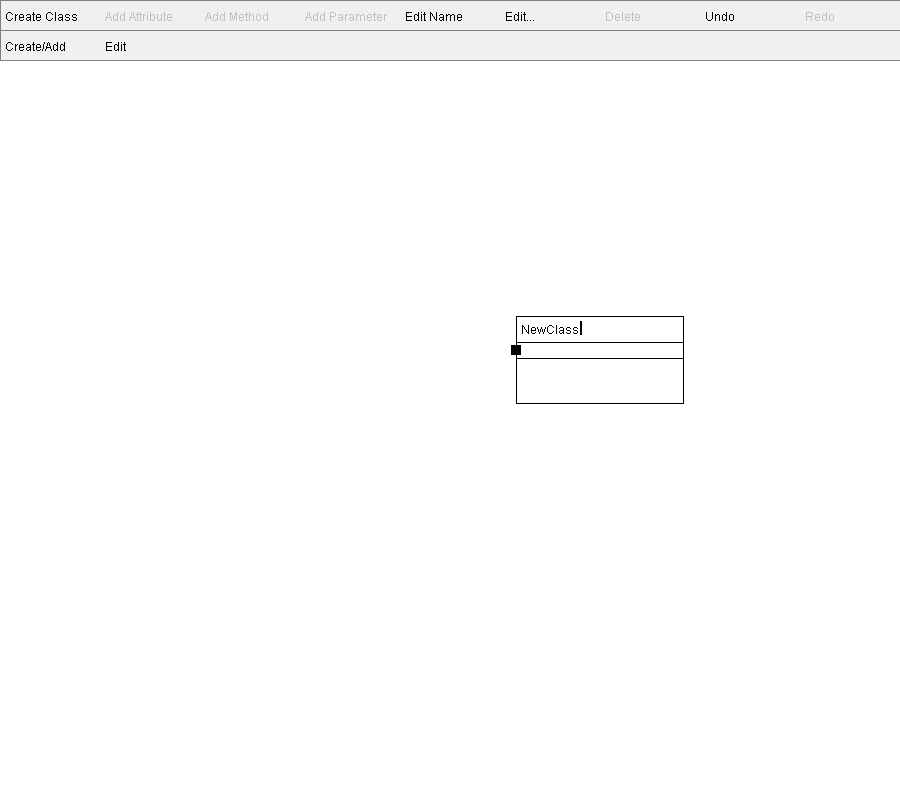 Create Class Add Attribute Add Method Add Parameter Edit Name Edit... Delete Undo Redo
Create/Add Edit
NewClass